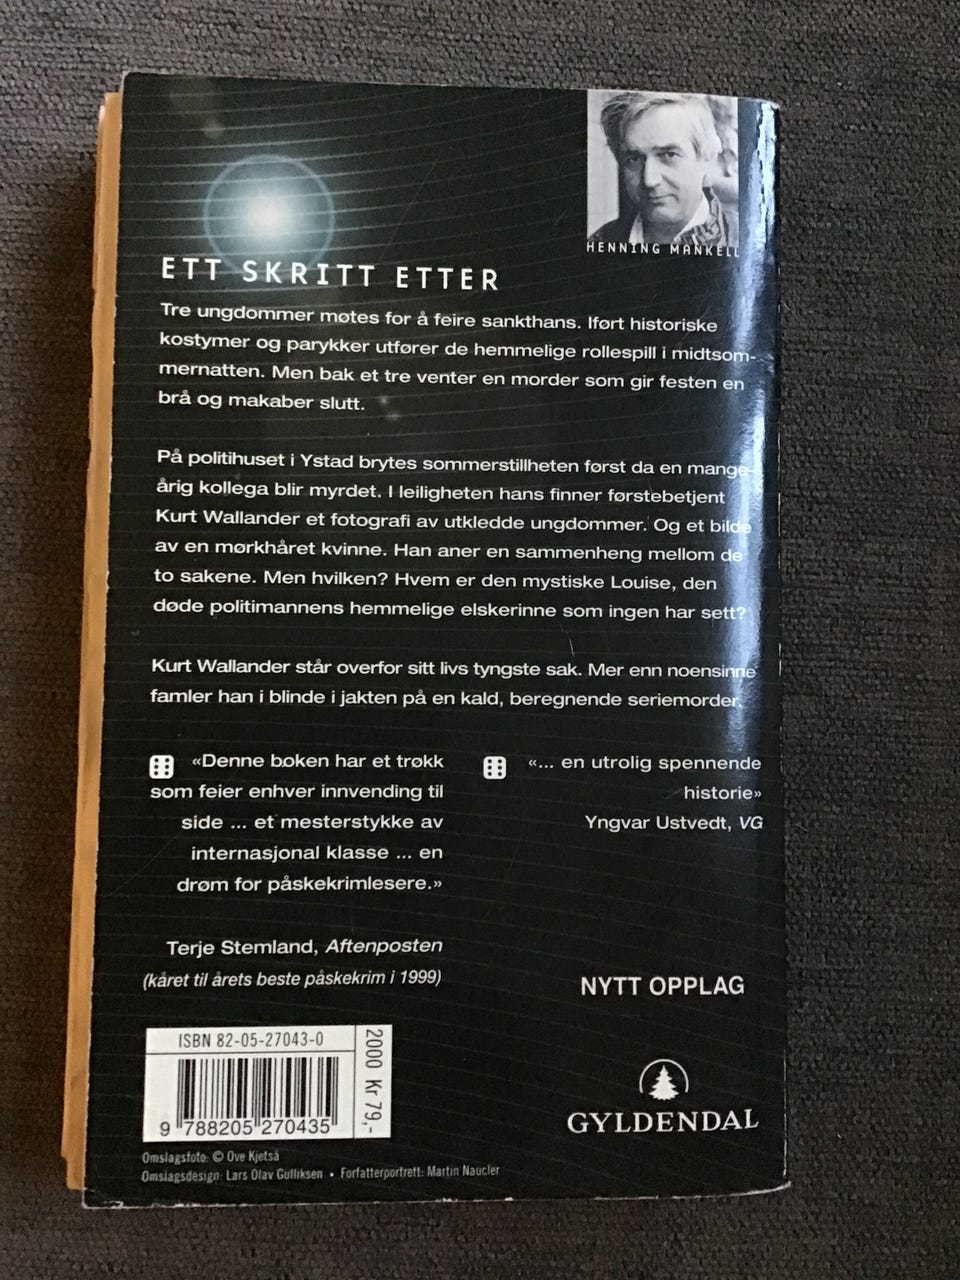 HENNING MANKELL
ETT SKRITT ETTER
Tre ungdommer møtes for å feire sankthans. Iført historiske
kostymer og parykker utfører de hemmelige rollespill i midtsom-
mernatten. Men bak et tre venter en morder som gir festen en
brå og makaber slutt.
På politihuset i Ystad brytes sommerstillheten først da en mange-
årig kollega blir myrdet. I leiligheten hans finner førstebetjent
Kurt Wallander et fotografi av utkledde ungdommer. Og et bilde
av en mørkhåret kvinne. Han aner en sammenheng mellom de
to sakene. Men hvilken? Hvem er den mystiske Louise, den
døde politimannens hemmelige elskerinne som ingen har sett?
Kurt Wallander står overfor sitt livs tyngste sak. Mer enn noensinne
famler han i blinde i jakten på en kald, beregnende seriemorder.
«Denne boken har et trøkk
som feier enhver innvending til
side ... et mesterstykke av
internasjonal klasse ... en
drøm for påskekrimlesere.»
Terje Stemland, Aftenposten
(kåret til årets beste påskekrim i 1999)
«... en utrolig spennende
historie»
Yngvar Ustvedt, VG
NYTT OPPLAG
ISBN 82-05-27043-0
2000 Kr 79,-
9 788205 270435
GYLDENDAL
Omslagsfoto: © Ove Kjetså
Omslagsdesign: Lars Olav Gulliksen • Forfatterportrett: Martin Naucler